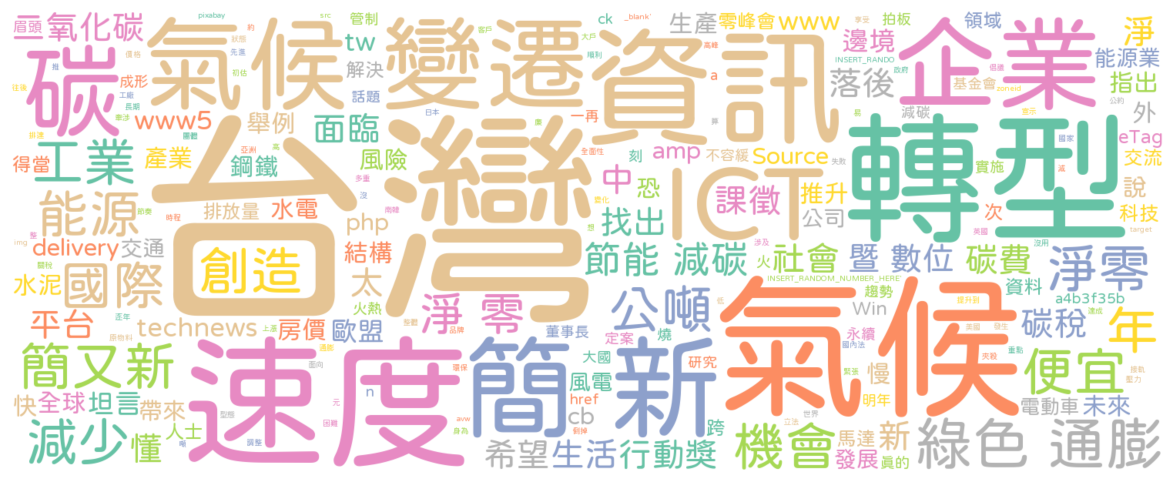 眉頭 二氧化碳 pixabay src 約 _blank' ck 生產 零峰會 www 管制 拍板 領域 淨
碳 氣候 變遷 資訊 企業
tw 解決 話題 邊境 落後 基金會 能源業 指出
成形 www5 舉例 面臨 一再 a 減碳 外
工業 台灣 ICT 轉型 eTag
得當 產業 鋼鐵 風險 中 刻 amp 不容緩 Source 實施 交流
能源 排放量 水電 多重 恐 課徵 推升 說
delivery 交通 創造 php 結構 找出 公司 次 科技
水泥 國際 太 節能 減碳 社會 暨 數位 碳費 淨零
平台 technews 房價 歐盟 火熱 淨 零 公噸 INSERT_RANDOM_NUMBER_HERE' 趨勢 資料 a4b3f35b
董事長 定案 燒 Win 永續 碳稅 年
簡又新 速度 簡 新 氣候 慢 便宜
大國 研究 風電 href 明年
快 全球 坦言 帶來 n cb 跨 電動車 未來
減少 懂 人士 希望 生活 行動獎 機會 馬達 新 綠色 通膨
發展 真的